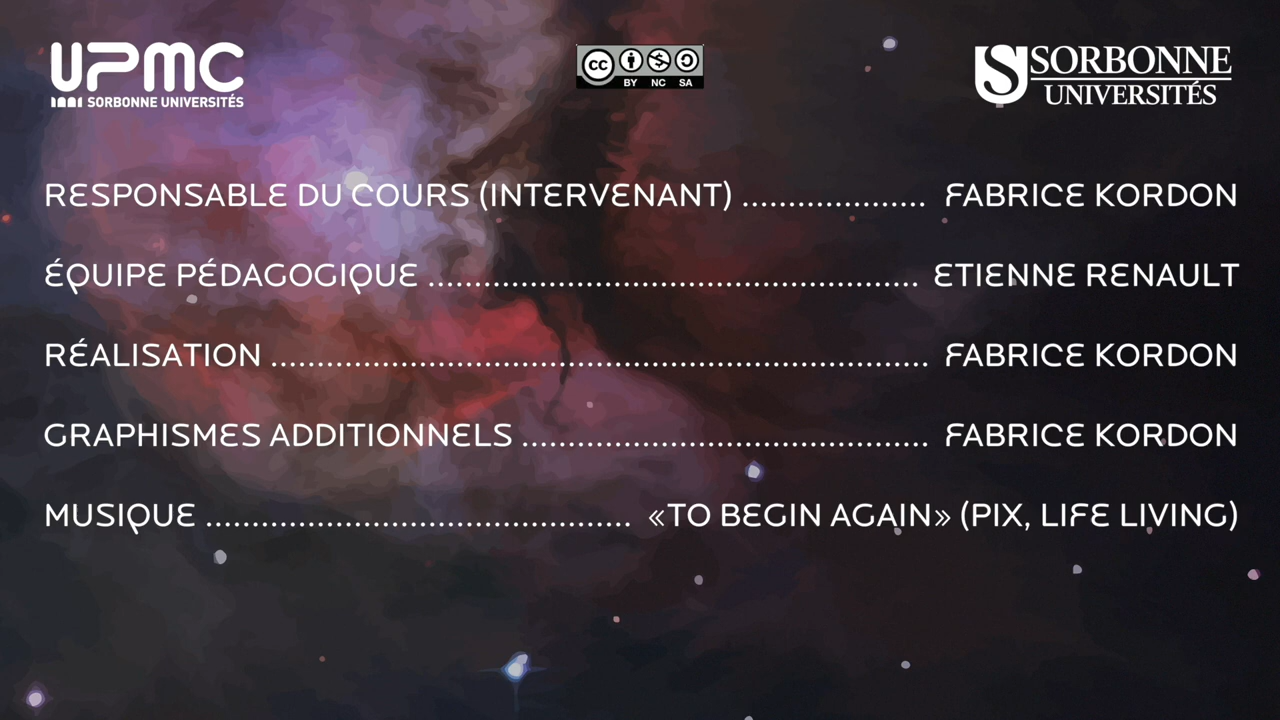 UPMC
SORBONNE UNIVERSITÉS
cc
BY NC SA
SORBONNE
UNIVERSITÉS
RESPONSABLE DU COURS (INTERVENANT) .................... FABRICE KORDON
ÉQUIPE PÉDAGOGIQUE ..................................................... ETIENNE RENAULT
RÉALISATION ....................................................................... FABRICE KORDON
GRAPHISMES ADDITIONNELS ............................................ FABRICE KORDON
MUSIQUE .............................................. «TO BEGIN AGAIN» (PIX, LIFE LIVING)